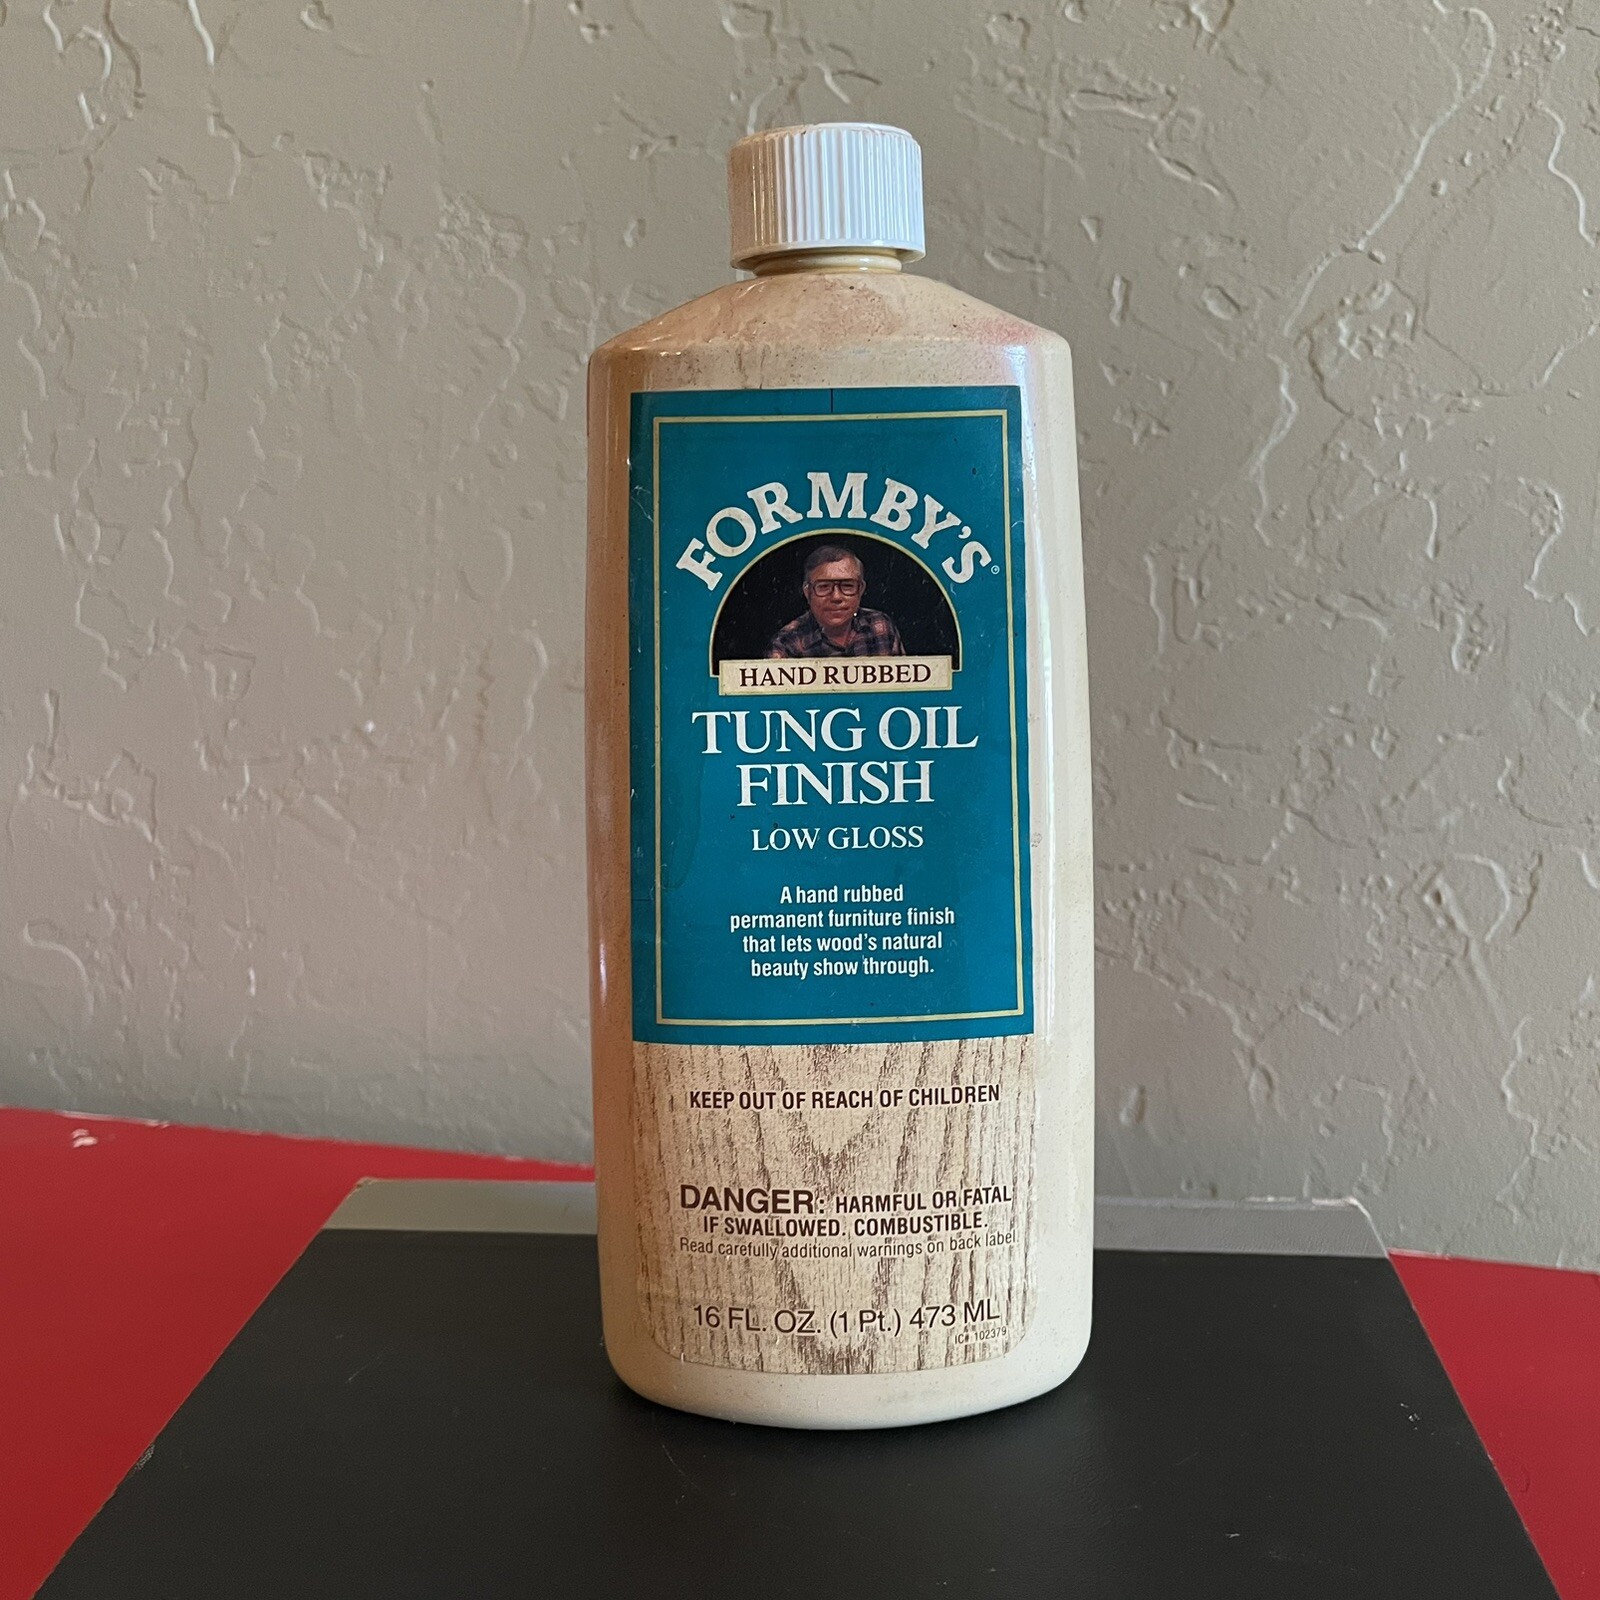 FORMBY'S®
HAND RUBBED
TUNG OIL
FINISH
LOW GLOSS
A hand rubbed
permanent furniture finish
that lets wood's natural
beauty show through.
KEEP OUT OF REACH OF CHILDREN
DANGER: HARMFUL OR FATAL
IF SWALLOWED. COMBUSTIBLE.
Read carefully additional warnings on back label.
16 FL. OZ. (1 Pt.) 473 ML
IC# 102379